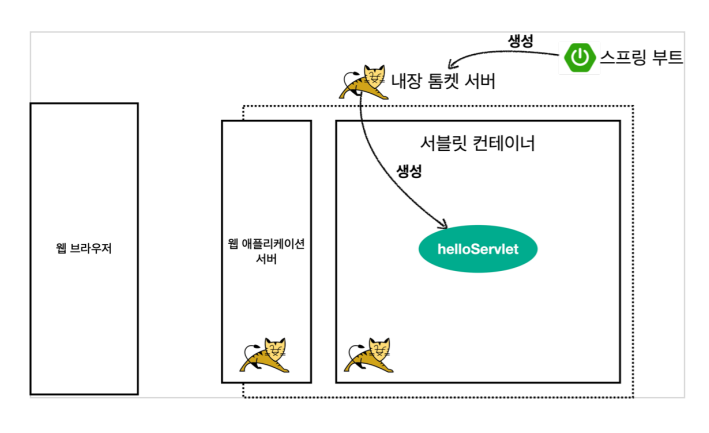 생성
스프링 부트
내장 톰켓 서버
서블릿 컨테이너
생성
웹 브라우저
웹 애플리케이션
서버
helloServlet